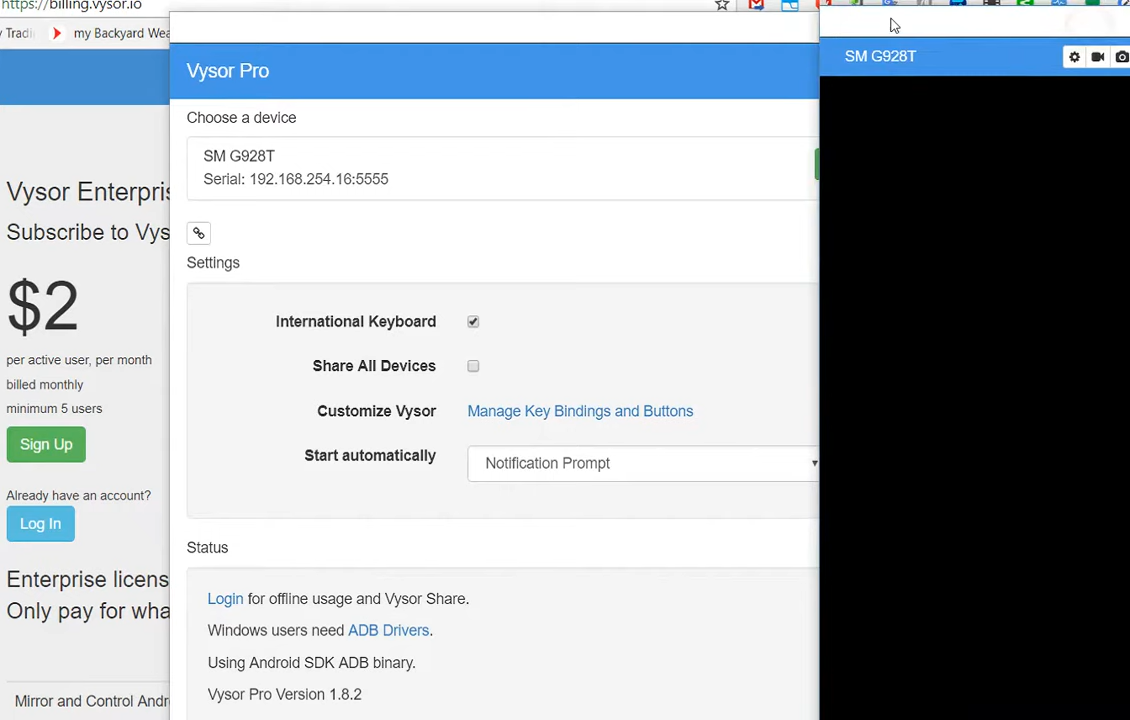 https://billing.vysor.io
my Backyard Wea
Vysor Enterpris
Subscribe to Vys
$2
per active user, per month
billed monthly
minimum 5 users
Sign Up
Already have an account?
Log In
Enterprise licens
Only pay for wha
Mirror and Control Andr
Vysor Pro
Choose a device
SM G928T
Serial: 192.168.254.16:5555
Settings
International Keyboard
Share All Devices
Customize Vysor
Manage Key Bindings and Buttons
Start automatically
Notification Prompt
Status
Login for offline usage and Vysor Share.
Windows users need ADB Drivers.
Using Android SDK ADB binary.
Vysor Pro Version 1.8.2
SM G928T